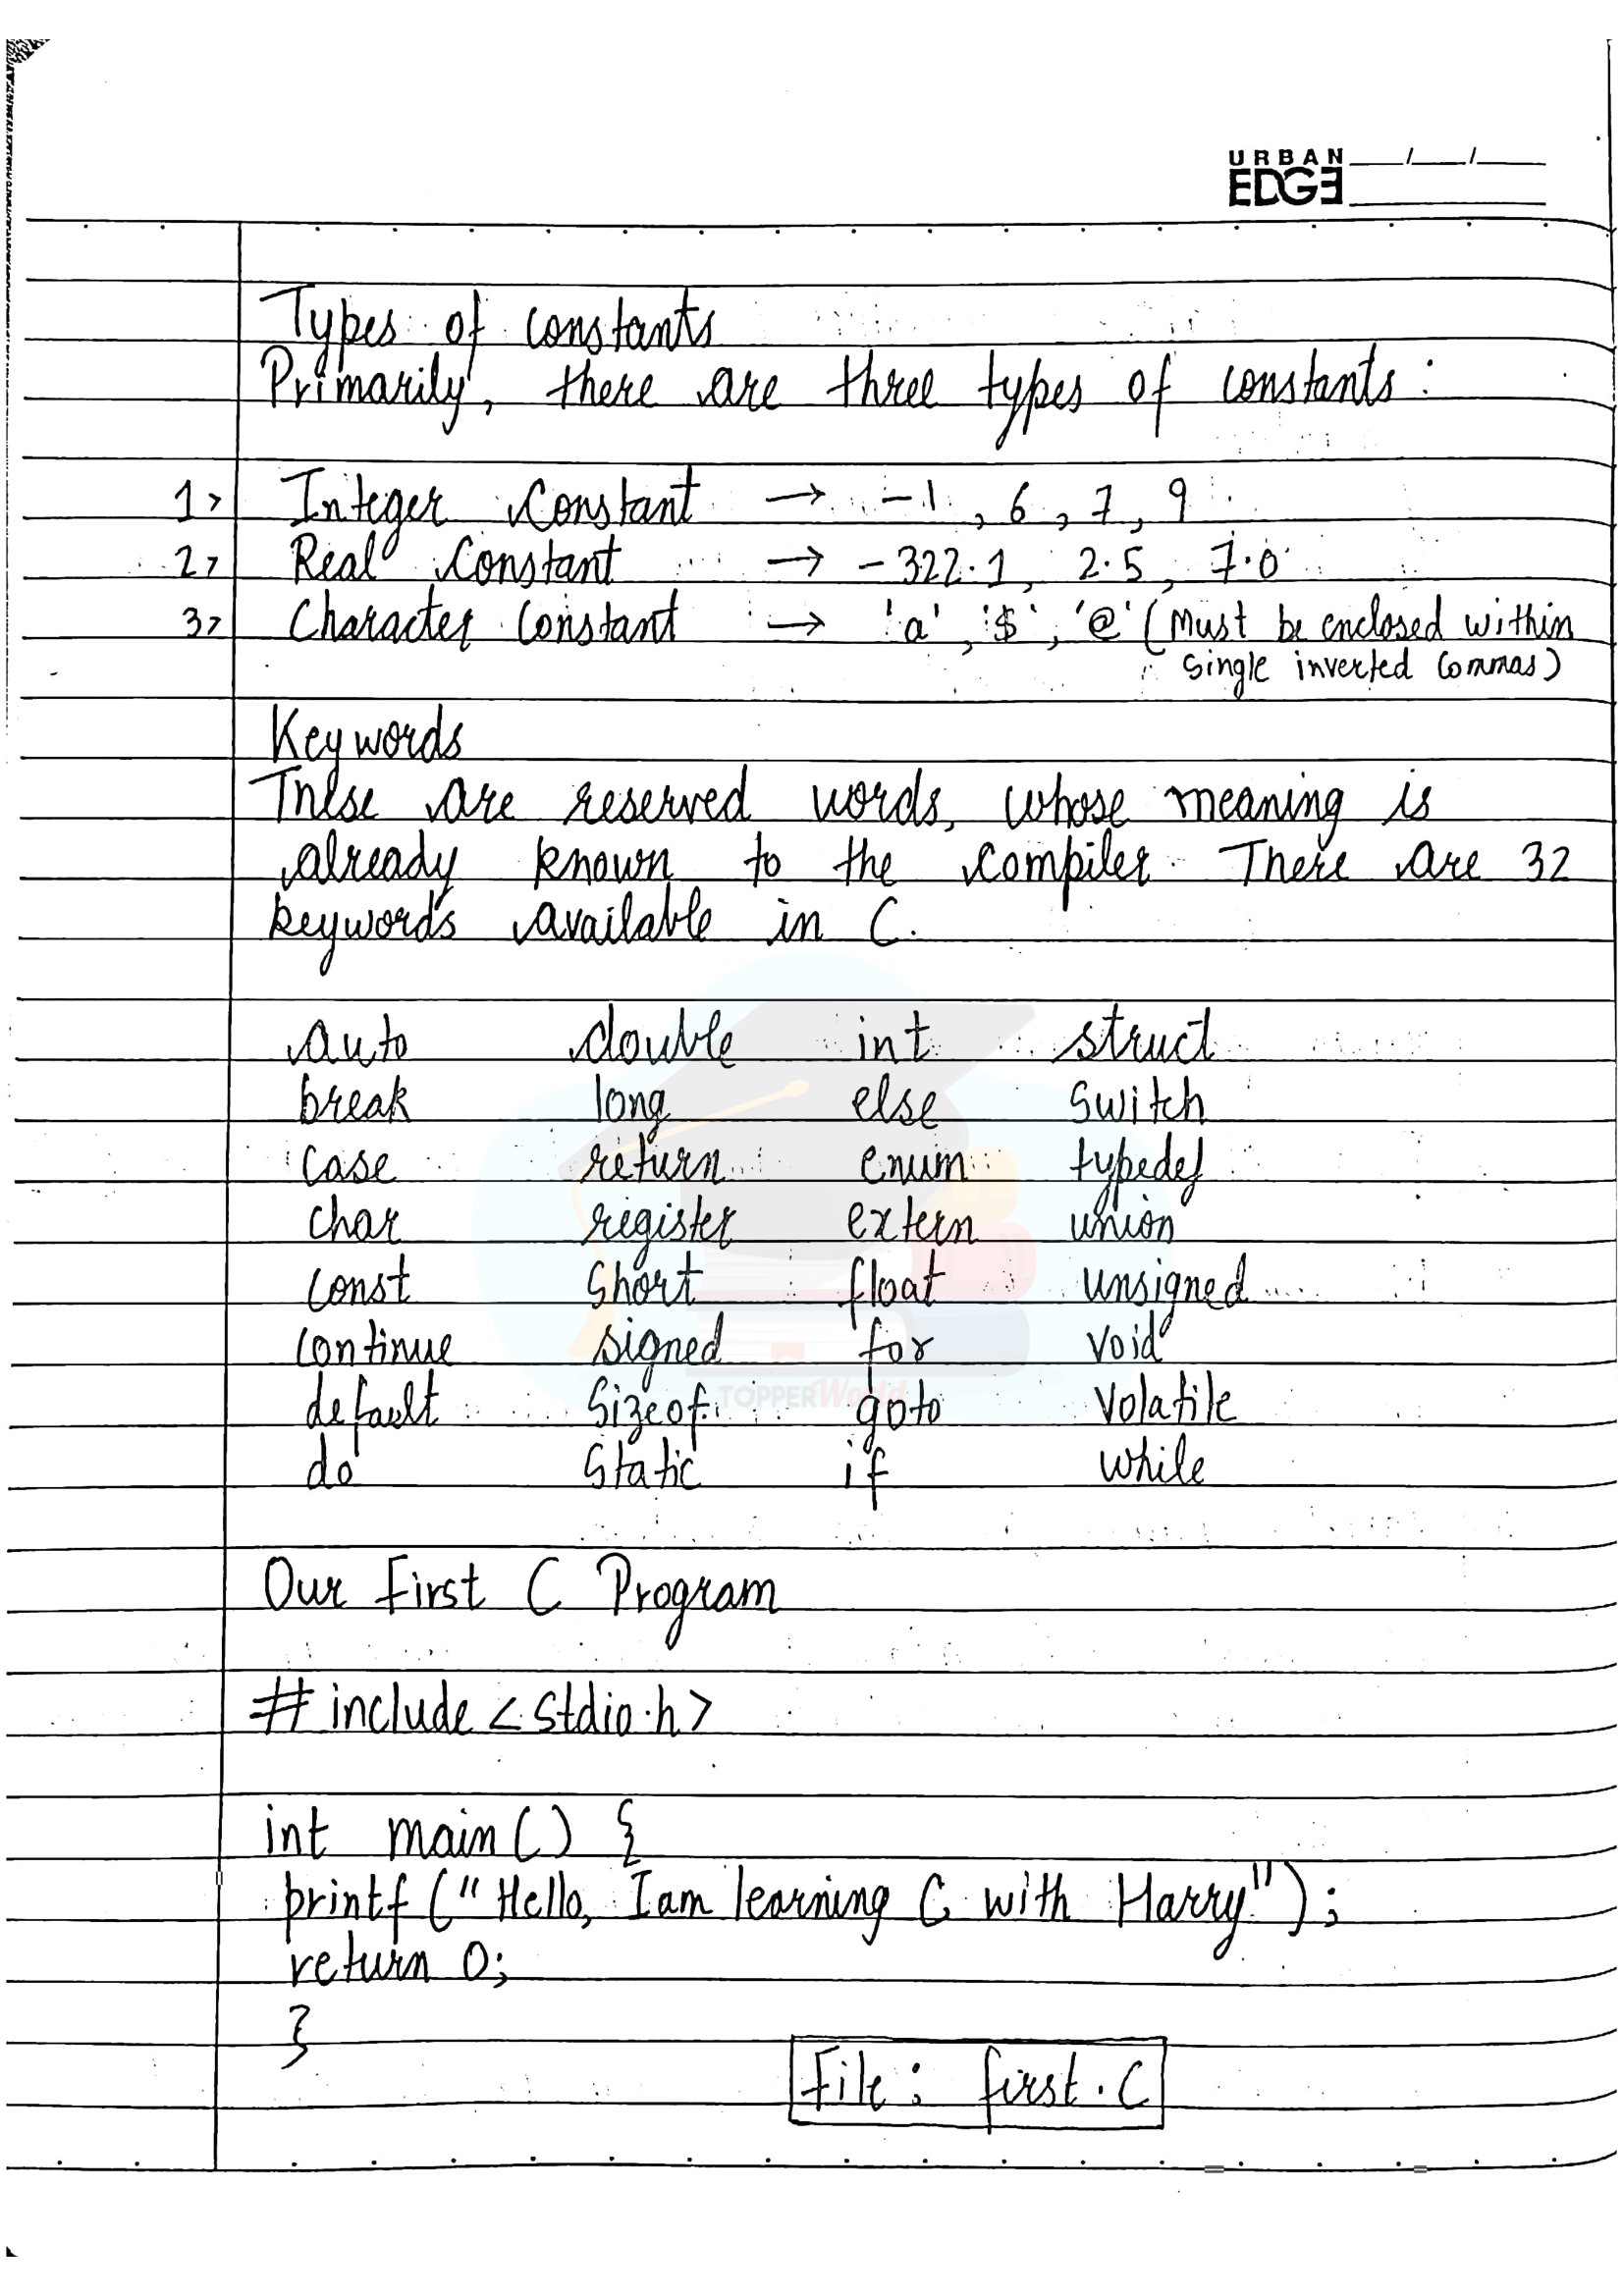 URBAN
EDGE
Types of constants
Primarily, there are three types of constants:
1> Integer Constant → -1, 6, 7, 9
2> Real Constant → -322.1, 2.5, 7.0
3> Character Constant → 'a', '$', '@' (Must be enclosed within
single inverted commas)
Keywords
These are reserved words, whose meaning is
already known to the compiler. There are 32
keywords available in C.
auto double int struct
break long else switch
case return enum typedef
char register extern union
const short float unsigned
continue signed for void
default sizeof goto volatile
do static if while
TOPPERWorld
Our First C Program
#include <stdio.h>
int main() {
printf ("Hello, I am learning C with Harry");
return 0;
}
File: first.C